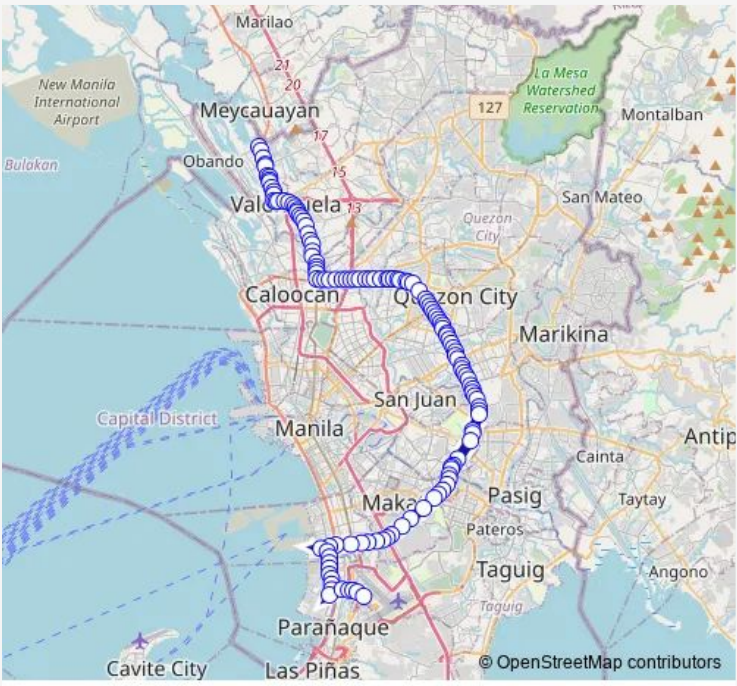 Marilao
21
20
New Manila
International
Airport
La Mesa
Watershed
Reservation
Meycauayan
127
Montalban
17
Bulakan
Obando
15
San Mateo
Valenzuela
13
Quezon
City
Caloocan
Quezon City
Marikina
San Juan
Capital District
Manila
Antip
Cainta
Maka
Pasig
Taytay
Pateros
Taguig
Angono
Taguig
Parañaque
Cavite City
Las Piñas
© OpenStreetMap contributors